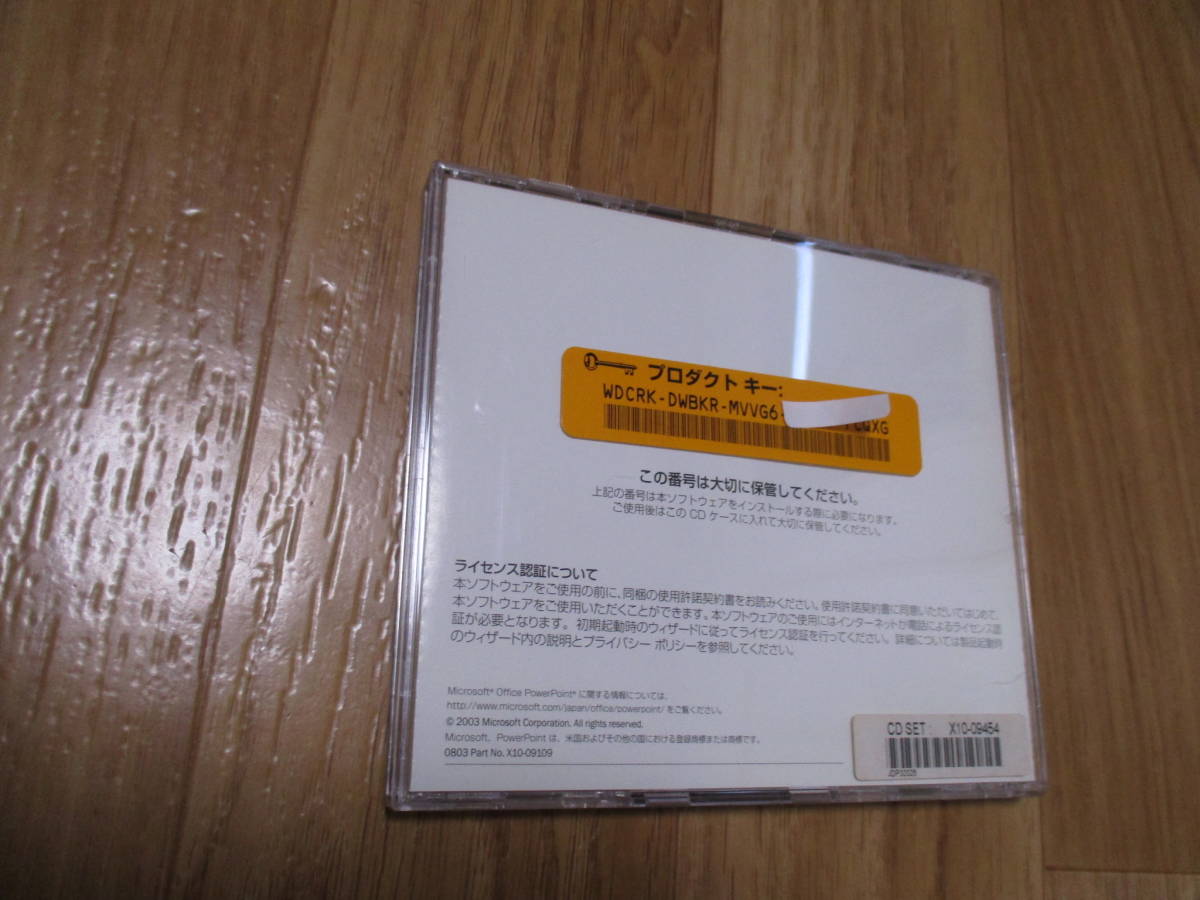 プロダクト キー:
WDCRK-DWBKR-MVVG6-
QXG
この番号は大切に保管してください。
上記の番号は本ソフトウェアをインストールする際に必要になります。
ご使用後はこの CD ケースに入れて大切に保管してください。
ライセンス認証について
本ソフトウェアをご使用の前に、同梱の使用許諾契約書をお読みください。使用許諾契約書に同意いただいてはじめて、
本ソフトウェアをご使用いただくことができます。本ソフトウェアのご使用にはインターネットか電話によるライセンス認
証が必要となります。初期起動時のウィザードに従ってライセンス認証を行ってください。詳細については製品起動時
のウィザード内の説明とプライバシー ポリシーを参照してください。
Microsoft® Office PowerPoint® に関する情報については、
http://www.microsoft.com/japan/office/powerpoint/ をご覧ください。
© 2003 Microsoft Corporation. All rights reserved.
Microsoft、PowerPoint は、米国およびその他の国における登録商標または商標です。
0803 Part No. X10-09109
CD SET : X10-09454